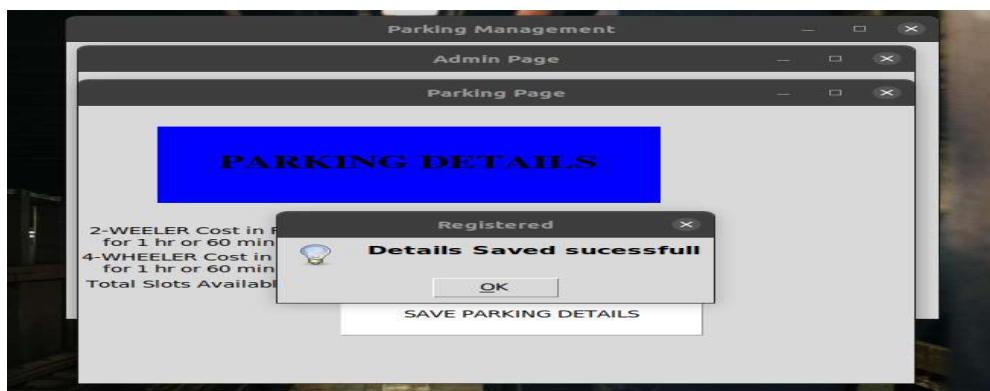 Parking Management
Admin Page
Parking Page
PARKING DETAILS
Registered
Details Saved sucessfull
OK
2-WEELER Cost in
for 1 hr or 60 min
4-WHEELER Cost in
for 1 hr or 60 min
Total Slots
SAVE PARKING DETAILS